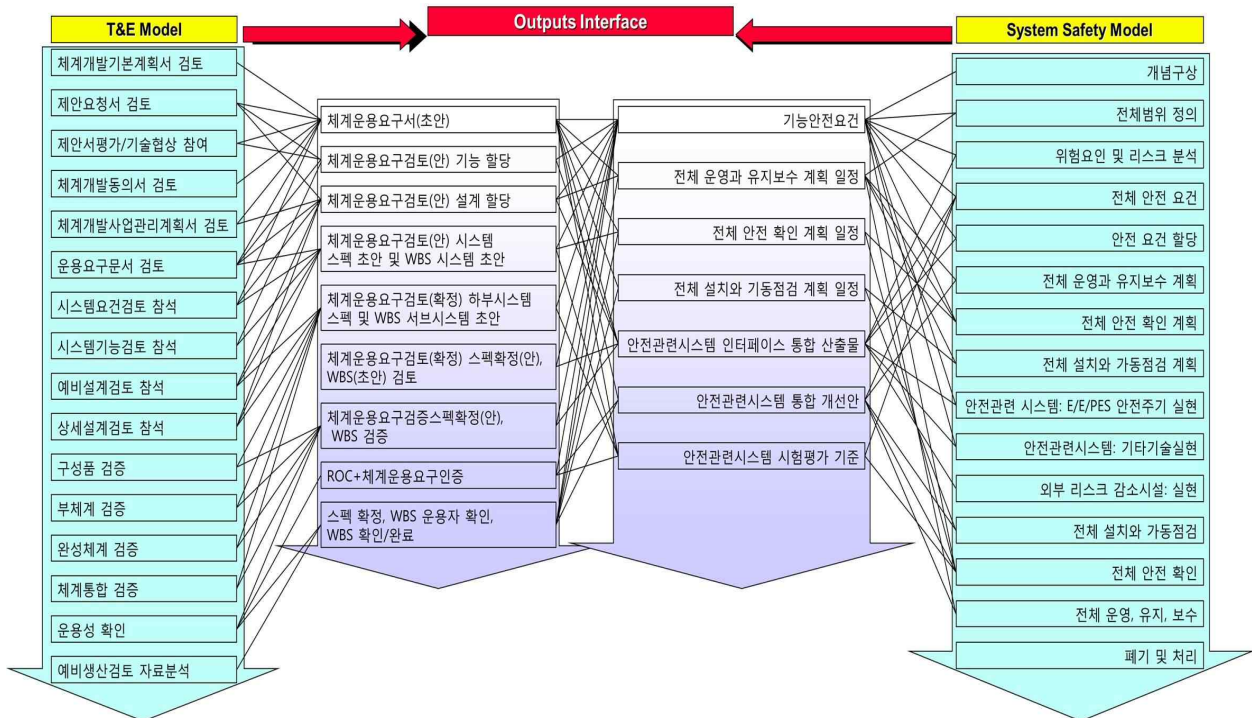 T&E Model
Outputs Interface
System Safety Model
체계개발기본계획서 검토
제안요청서 검토
제안서평가/기술협상 참여
체계개발동의서 검토
체계개발사업관리계획서 검토
운용요구문서 검토
시스템요건검토 참석
시스템기능검토 참석
예비설계검토 참석
상세설계검토 참석
구성품 검증
부체계 검증
완성체계 검증
체계통합 검증
운용성 확인
예비생산검토 자료분석
체계운용요구서(초안)
체계운용요구검토(안) 기능 할당
체계운용요구검토(안) 설계 할당
체계운용요구검토(안) 시스템
스펙 초안 및 WBS 시스템 초안
체계운용요구검토(확정) 하부시스템
스펙 및 WBS 서브시스템 초안
체계운용요구검토(확정) 스펙확정(안),
WBS(초안) 검토
체계운용요구검증스펙확정(안),
WBS 검증
ROC+체계운용요구인증
스펙 확정, WBS 운용자 확인,
WBS 확인/완료
기능안전요건
전체 운영과 유지보수 계획 일정
전체 안전 확인 계획 일정
전체 설치와 기동점검 계획 일정
안전관련시스템 인터페이스 통합 산출물
안전관련시스템 통합 개선안
안전관련시스템 시험평가 기준
개념구상
전체범위 정의
위험요인 및 리스크 분석
전체 안전 요건
안전 요건 할당
전체 운영과 유지보수 계획
전체 안전 확인 계획
전체 설치와 가동점검 계획
안전관련 시스템: E/E/PES 안전주기 실현
안전관련시스템: 기타기술실현
외부 리스크 감소시설: 실현
전체 설치와 가동점검
전체 안전 확인
전체 운영, 유지, 보수
폐기 및 처리